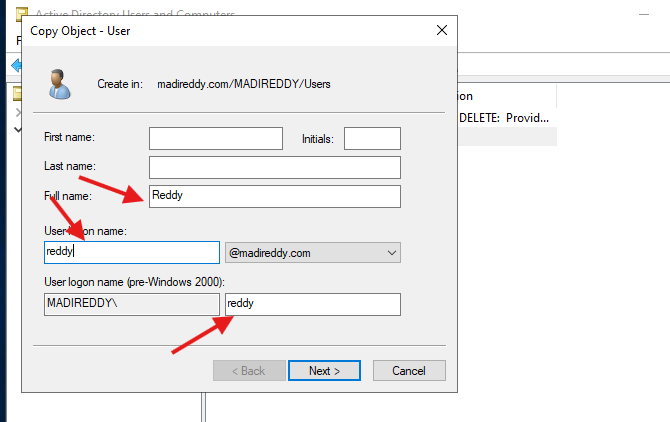 Active Directory Users and Computers
Copy Object - User
F
Create in: madireddy.com/MADIREDDY/Users
tion
First name: Initials:
DELETE: Provid...
Last name:
Full name: Reddy
User logon name:
reddy @madireddy.com
User logon name (pre-Windows 2000):
MADIREDDY\ reddy
< Back Next > Cancel